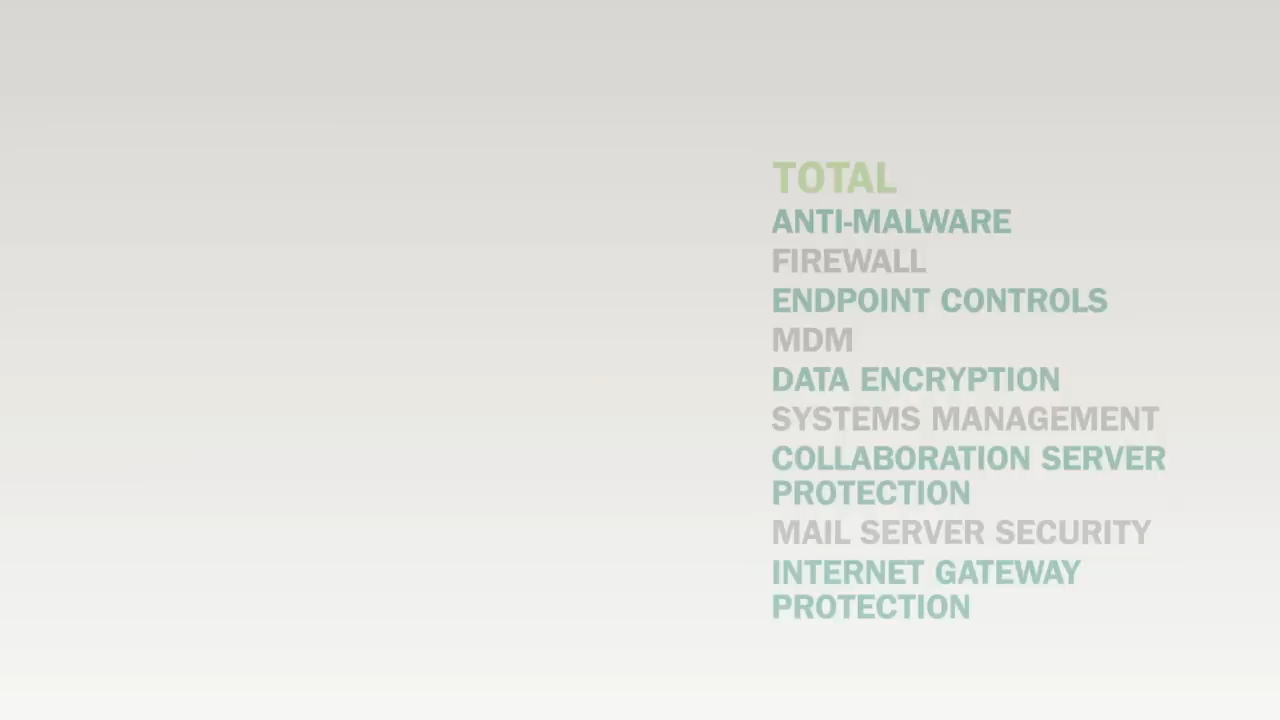 TOTAL
ANTI-MALWARE
FIREWALL
ENDPOINT CONTROLS
MDM
DATA ENCRYPTION
SYSTEMS MANAGEMENT
COLLABORATION SERVER
PROTECTION
MAIL SERVER SECURITY
INTERNET GATEWAY
PROTECTION